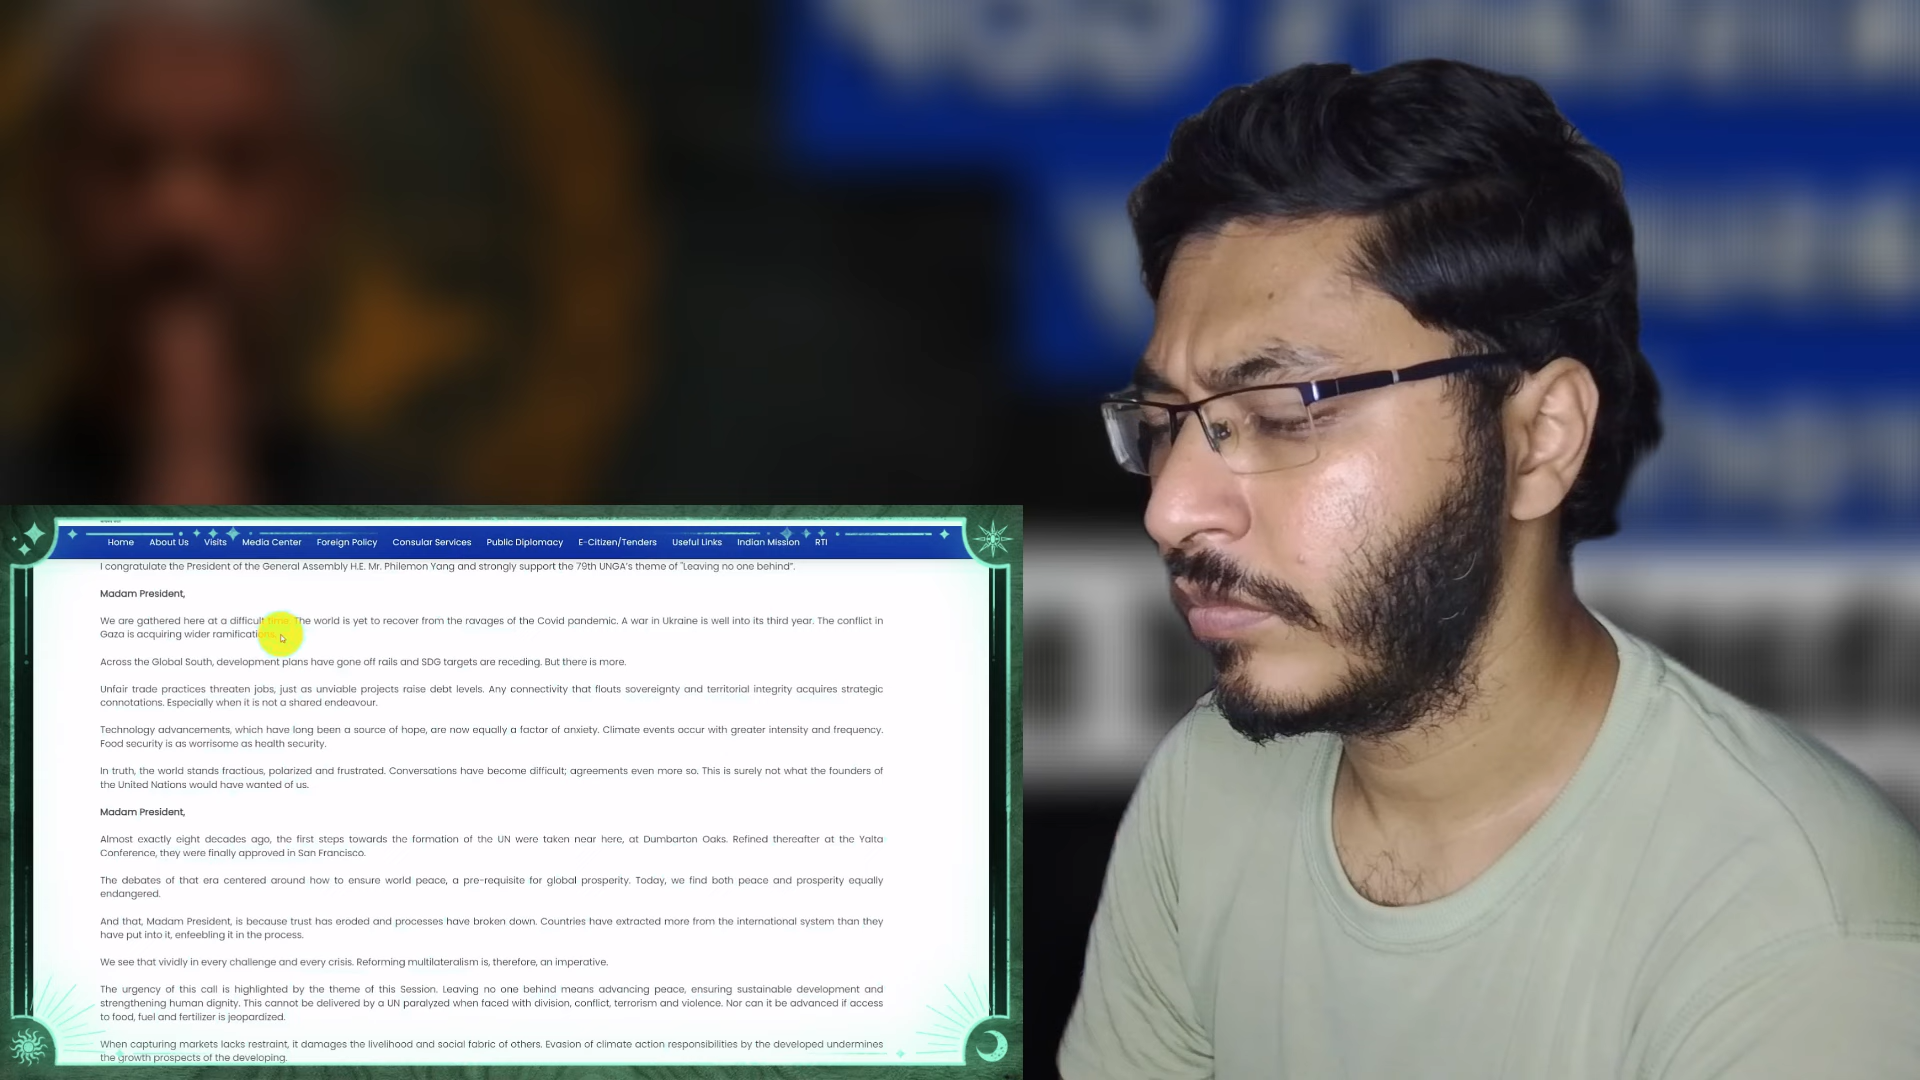 Home About Us Visits Media Center Foreign Policy Consular Services Public Diplomacy E-Citizen/Tenders Useful Links Indian Mission RTI
I congratulate the President of the General Assembly H.E. Mr. Philemon Yang and strongly support the 79th UNGA's theme of "Leaving no one behind".
Madam President,
We are gathered here at a difficult time. The world is yet to recover from the ravages of the Covid pandemic. A war in Ukraine is well into its third year. The conflict in
Gaza is acquiring wider ramifications.
Across the Global South, development plans have gone off rails and SDG targets are receding. But there is more.
Unfair trade practices threaten jobs, just as unviable projects raise debt levels. Any connectivity that flouts sovereignty and territorial integrity acquires strategic
connotations. Especially when it is not a shared endeavour.
Technology advancements, which have long been a source of hope, are now equally a factor of anxiety. Climate events occur with greater intensity and frequency.
Food security is as worrisome as health security.
In truth, the world stands fractious, polarized and frustrated. Conversations have become difficult; agreements even more so. This is surely not what the founders of
the United Nations would have wanted of us.
Madam President,
Almost exactly eight decades ago, the first steps towards the formation of the UN were taken near here, at Dumbarton Oaks. Refined thereafter at the Yalta
Conference, they were finally approved in San Francisco.
The debates of that era centered around how to ensure world peace, a pre-requisite for global prosperity. Today, we find both peace and prosperity equally
endangered.
And that, Madam President, is because trust has eroded and processes have broken down. Countries have extracted more from the international system than they
have put into it, enfeebling it in the process.
We see that vividly in every challenge and every crisis. Reforming multilateralism is, therefore, an imperative.
The urgency of this call is highlighted by the theme of this Session. Leaving no one behind means advancing peace, ensuring sustainable development and
strengthening human dignity. This cannot be delivered by a UN paralyzed when faced with division, conflict, terrorism and violence. Nor can it be advanced if access
to food, fuel and fertilizer is jeopardized.
When capturing markets lacks restraint, it damages the livelihood and social fabric of others. Evasion of climate action responsibilities by the developed undermines
the growth prospects of the developing.